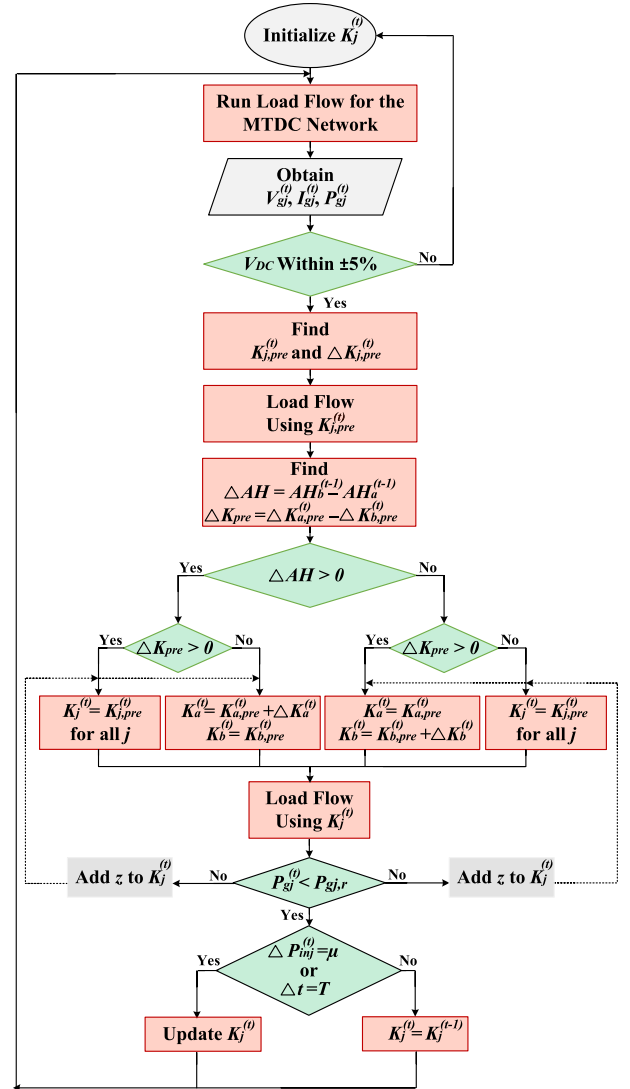 Initialize K_j^(t)
Run Load Flow for the
MTDC Network
Obtain
V_gj^(t), I_gj^(t), P_gj^(t)
V_DC Within ±5%
No
Yes
Find
K_j,pre^(t) and △K_j,pre^(t)
Load Flow
Using K_j,pre^(t)
Find
△AH = AH_b^(t-1) − AH_a^(t-1)
△K_pre = △K_a,pre^(t) − △K_b,pre^(t)
Yes
△AH > 0
No
Yes
△K_pre > 0
No
Yes
△K_pre > 0
No
K_j^(t) = K_j,pre^(t)
for all j
K_a^(t) = K_a,pre^(t) + △K_a^(t)
K_b^(t) = K_b,pre^(t)
K_a^(t) = K_a,pre^(t)
K_b^(t) = K_b,pre^(t) + △K_b^(t)
K_j^(t) = K_j,pre^(t)
for all j
Load Flow
Using K_j^(t)
Add z to K_j^(t)
No
P_gj^(t) < P_gj,r
No
Add z to K_j^(t)
Yes
Yes
△P_inj^(t) = μ
or
△t = T
No
Update K_j^(t)
K_j^(t) = K_j^(t-1)